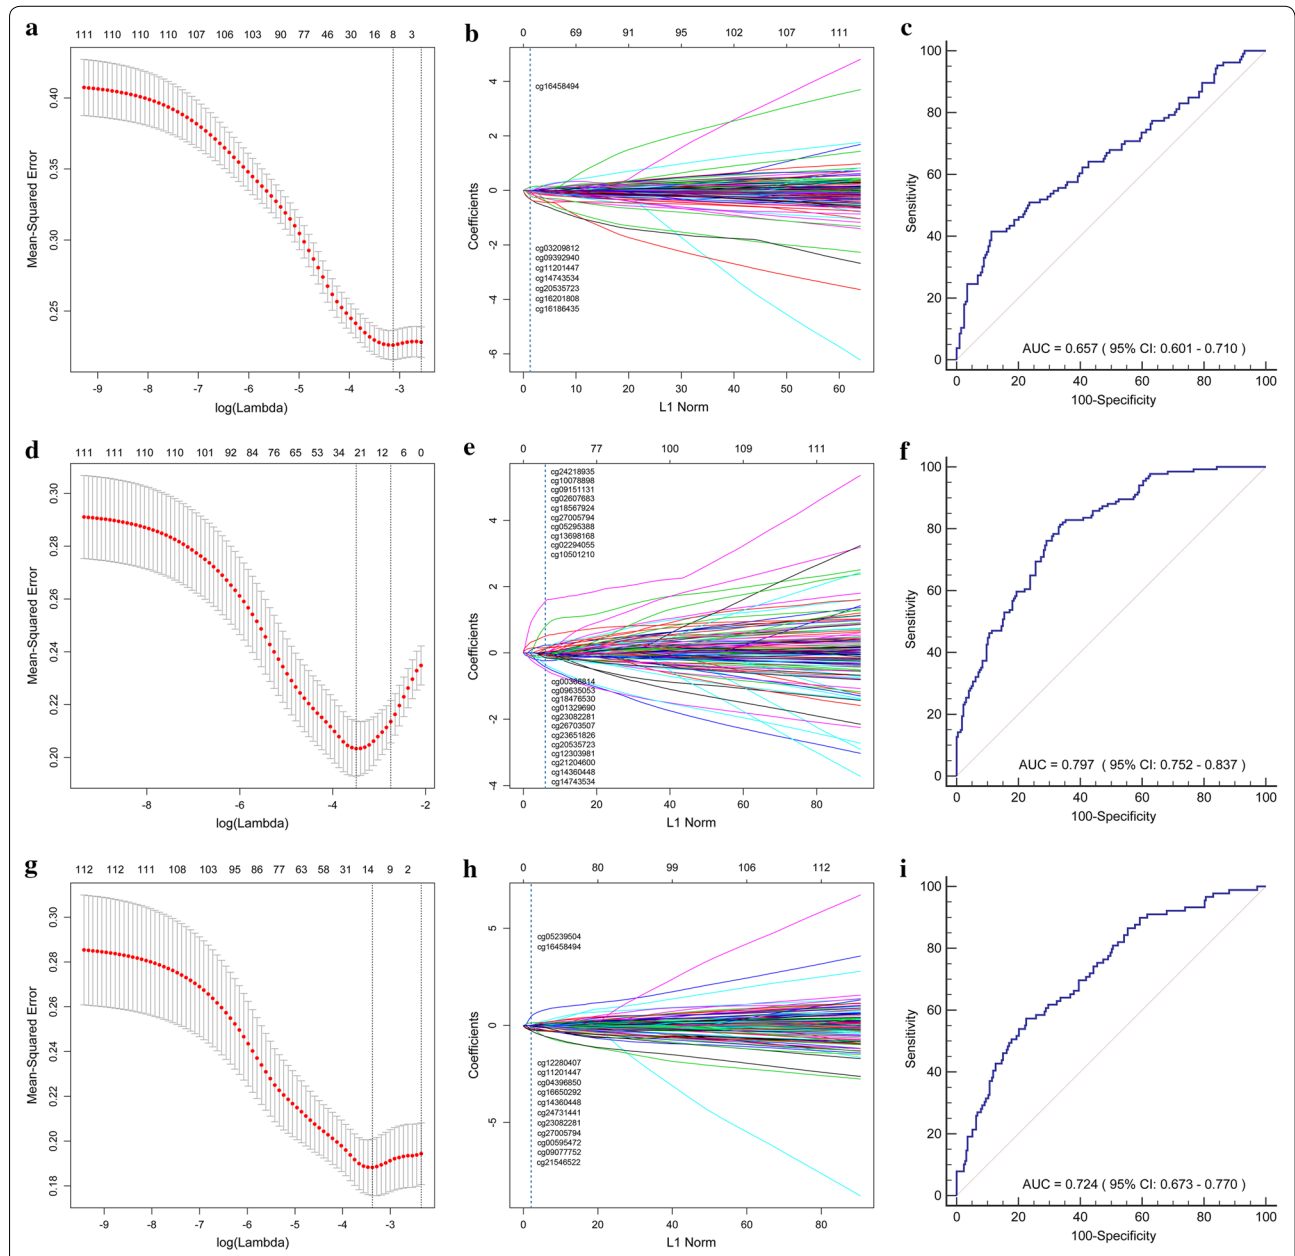 a
111 110 110 110 107 106 103 90 77 46 30 16 8 3
0.40
0.35
0.30
0.25
Mean-Squared Error
-9 -8 -7 -6 -5 -4 -3
log(Lambda)
b
0 69 91 95 102 107 111
cg16458494
4
2
0
-2
-4
-6
Coefficients
cg03209812
cg09392940
cg11201447
cg14743534
cg20535723
cg16201808
cg16186435
0 10 20 30 40 50 60
L1 Norm
c
100
80
60
40
20
0
Sensitivity
AUC = 0.657 ( 95% CI: 0.601 - 0.710 )
0 20 40 60 80 100
100-Specificity
d
111 111 110 110 101 92 84 76 65 53 34 21 12 6 0
0.30
0.28
0.26
0.24
0.22
0.20
Mean-Squared Error
-8 -6 -4 -2
log(Lambda)
e
0 77 100 109 111
cg24218935
cg10078898
cg09151131
cg02607683
cg18567924
cg27005794
cg05295388
cg13698168
cg02294055
cg10501210
4
2
0
-2
-4
Coefficients
cg00366814
cg09635053
cg18476530
cg01329690
cg23082281
cg26703507
cg23651826
cg20535723
cg12303981
cg21204600
cg14360448
cg14743534
0 20 40 60 80
L1 Norm
f
100
80
60
40
20
0
Sensitivity
AUC = 0.797 ( 95% CI: 0.752 - 0.837 )
0 20 40 60 80 100
100-Specificity
g
112 112 111 108 103 95 86 77 63 58 31 14 9 2
0.30
0.28
0.26
0.24
0.22
0.20
0.18
Mean-Squared Error
-9 -8 -7 -6 -5 -4 -3
log(Lambda)
h
0 80 99 106 112
cg05239504
cg16458494
5
0
-5
Coefficients
cg12280407
cg11201447
cg04396850
cg16650292
cg14360448
cg24731441
cg23082281
cg27005794
cg00595472
cg09077752
cg21546522
0 20 40 60 80
L1 Norm
i
100
80
60
40
20
0
Sensitivity
AUC = 0.724 ( 95% CI: 0.673 - 0.770 )
0 20 40 60 80 100
100-Specificity